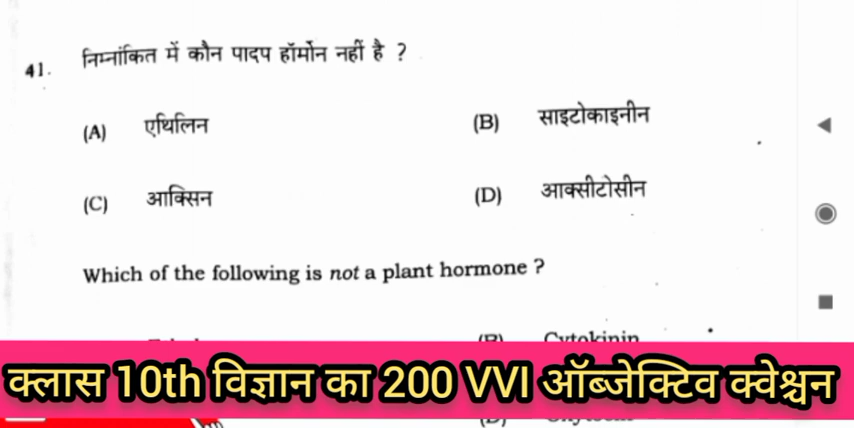 41. निम्नांकित में कौन पादप हॉर्मोन नहीं है ?
(A) एथिलिन (B) साइटोकाइनीन
(C) आक्सिन (D) आक्सीटोसीन
Which of the following is not a plant hormone ?
(B) Cytokinin
क्लास 10th विज्ञान का 200 VVI ऑब्जेक्टिव क्वेश्चन